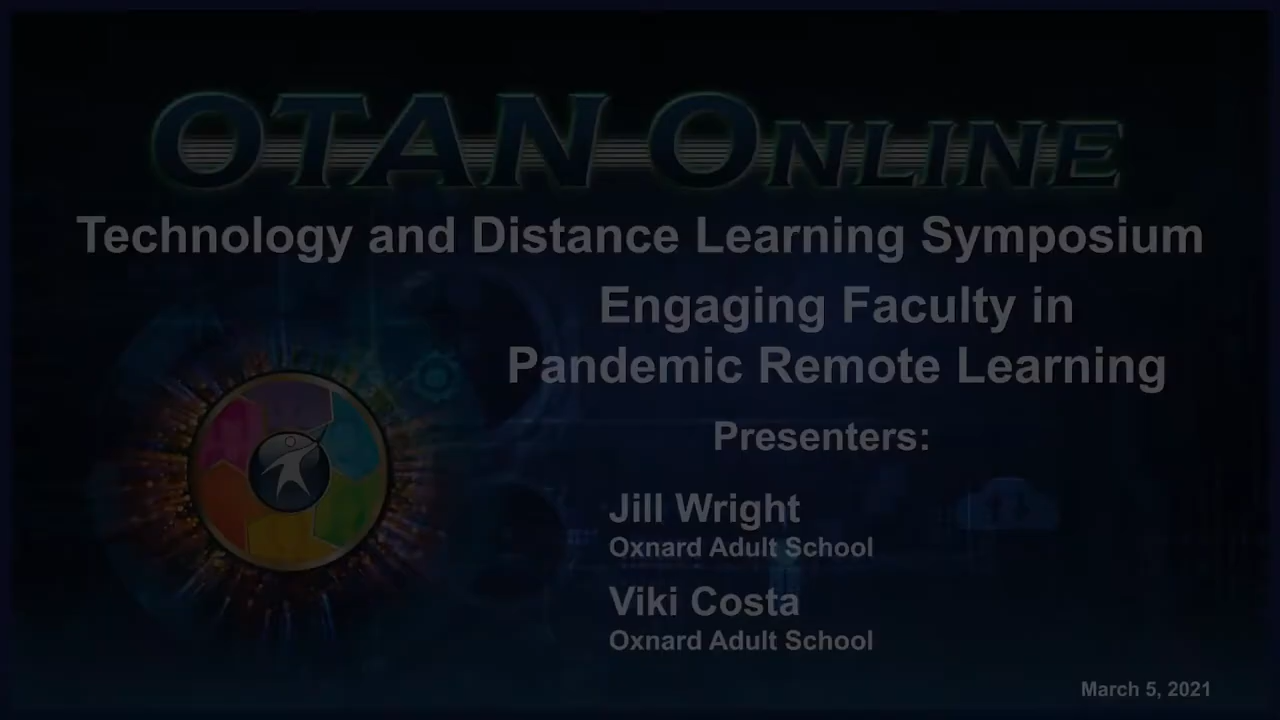 OTAN ONLINE
Technology and Distance Learning Symposium
Engaging Faculty in
Pandemic Remote Learning
Presenters:
Jill Wright
Oxnard Adult School
Viki Costa
Oxnard Adult School
March 5, 2021